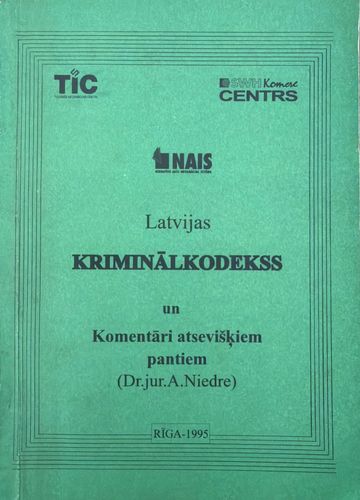 TIC
SWH Komerc
CENTRS
NAIS
Latvijas
KRIMINĀLKODEKSS
un
Komentāri atsevišķiem
pantiem
(Dr.jur.A.Niedre)
RĪGA-1995